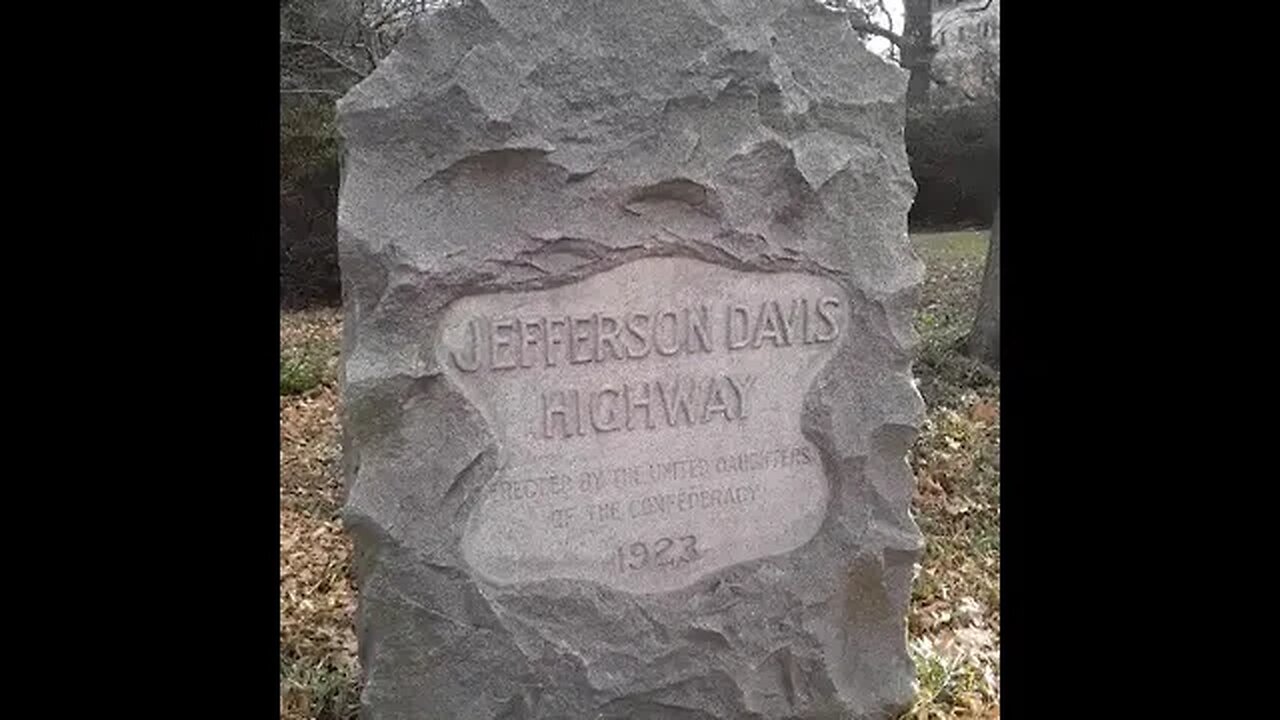 JEFFERSON DAVIS
HIGHWAY
ERECTED BY THE UNITED DAUGHTERS
OF THE CONFEDERACY
1923